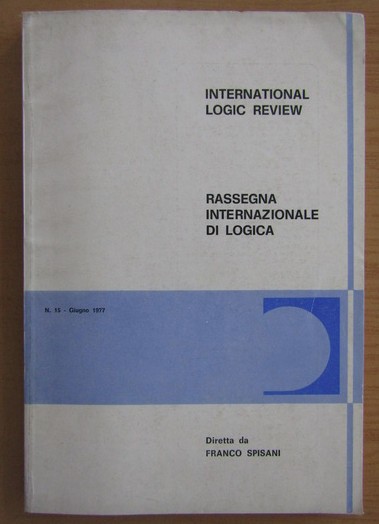 INTERNATIONAL
LOGIC REVIEW
RASSEGNA
INTERNAZIONALE
DI LOGICA
N. 15 - Giugno 1977
Diretta da
FRANCO SPISANI